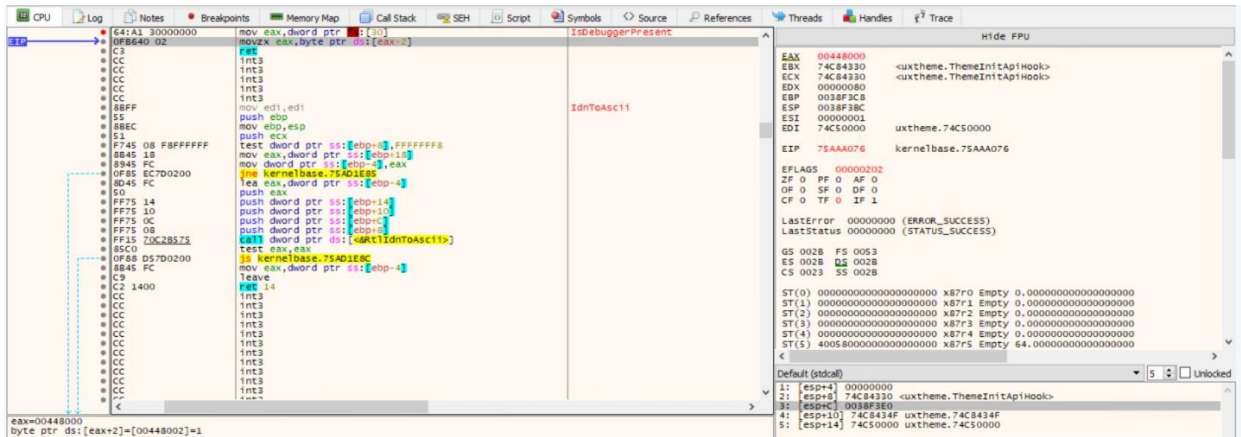 CPU Log Notes Breakpoints Memory Map Call Stack SEH Script Symbols Source References Threads Handles Trace
EIP
64:A1 30000000 mov eax,dword ptr fs:[30] IsDebuggerPresent
0FB640 02 movzx eax,byte ptr ds:[eax+2]
C3 ret
CC int3
CC int3
CC int3
CC int3
CC int3
8BFF mov edi,edi IdnToAscii
55 push ebp
8BEC mov ebp,esp
51 push ecx
F745 08 F8FFFFFF test dword ptr ss:[ebp+8],FFFFFFF8
8B45 18 mov eax,dword ptr ss:[ebp+18]
8945 FC mov dword ptr ss:[ebp-4],eax
0F85 EC7D0200 jne kernelbase.75AD1E85
8D45 FC lea eax,dword ptr ss:[ebp-4]
50 push eax
FF75 14 push dword ptr ss:[ebp+14]
FF75 10 push dword ptr ss:[ebp+10]
FF75 0C push dword ptr ss:[ebp+C]
FF75 08 push dword ptr ss:[ebp+8]
FF15 70C2B575 call dword ptr ds:[<&RtlIdnToAscii>]
85C0 test eax,eax
0F88 D57D0200 js kernelbase.75AD1E8C
8B45 FC mov eax,dword ptr ss:[ebp-4]
C9 leave
C2 1400 ret 14
CC int3
CC int3
CC int3
CC int3
CC int3
CC int3
CC int3
CC int3
CC int3
CC
eax=00448000
byte ptr ds:[eax+2]=[00448002]=1
Hide FPU
EAX 00448000
EBX 74C84330 <uxtheme.ThemeInitApiHook>
ECX 74C84330 <uxtheme.ThemeInitApiHook>
EDX 00000080
EBP 0038F3C8
ESP 0038F3BC
ESI 00000001
EDI 74C50000 uxtheme.74C50000
EIP 75AAA076 kernelbase.75AAA076
EFLAGS 00000202
ZF 0 PF 0 AF 0
OF 0 SF 0 DF 0
CF 0 TF 0 IF 1
LastError 00000000 (ERROR_SUCCESS)
LastStatus 00000000 (STATUS_SUCCESS)
GS 002B FS 0053
ES 002B DS 002B
CS 0023 SS 002B
ST(0) 00000000000000000000 x87r0 Empty 0.000000000000000000
ST(1) 00000000000000000000 x87r1 Empty 0.000000000000000000
ST(2) 00000000000000000000 x87r2 Empty 0.000000000000000000
ST(3) 00000000000000000000 x87r3 Empty 0.000000000000000000
ST(4) 00000000000000000000 x87r4 Empty 0.000000000000000000
ST(5) 40058000000000000000 x87r5 Empty 64.00000000000000000
Default (stdcall) 5 Unlocked
1: [esp+4] 00000000
2: [esp+8] 74C84330 <uxtheme.ThemeInitApiHook>
3: [esp+C] 0038F3E0
4: [esp+10] 74C8434F uxtheme.74C8434F
5: [esp+14] 74C50000 uxtheme.74C50000